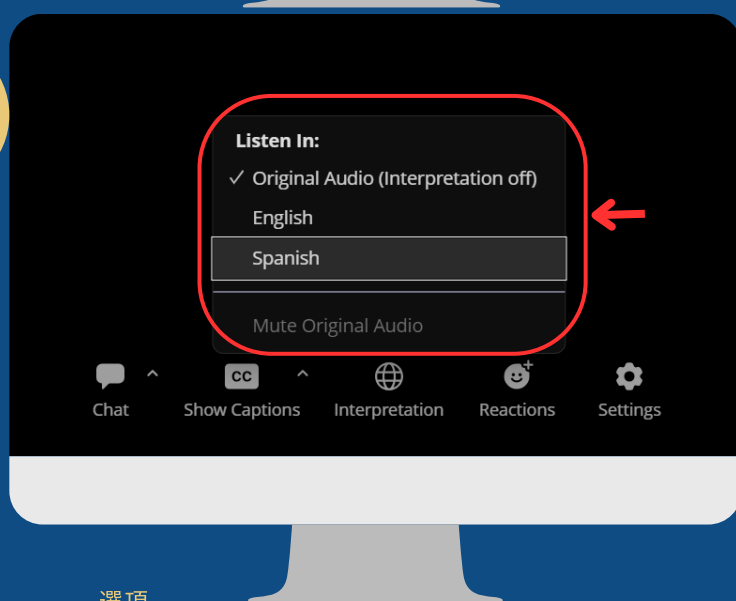 Listen In:
✓ Original Audio (Interpretation off)
English
Spanish
Mute Original Audio
CC
Chat
Show Captions
Interpretation
Reactions
Settings
選項